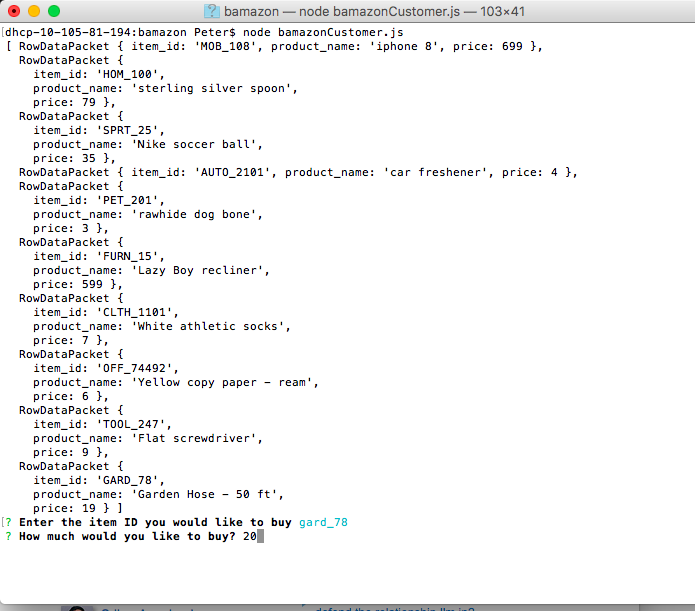 bamazon — node bamazonCustomer.js — 103×41
[dhcp-10-105-81-194:bamazon Peter$ node bamazonCustomer.js
[ RowDataPacket { item_id: 'MOB_108', product_name: 'iphone 8', price: 699 },
RowDataPacket {
item_id: 'HOM_100',
product_name: 'sterling silver spoon',
price: 79 },
RowDataPacket {
item_id: 'SPRT_25',
product_name: 'Nike soccer ball',
price: 35 },
RowDataPacket { item_id: 'AUTO_2101', product_name: 'car freshener', price: 4 },
RowDataPacket {
item_id: 'PET_201',
product_name: 'rawhide dog bone',
price: 3 },
RowDataPacket {
item_id: 'FURN_15',
product_name: 'Lazy Boy recliner',
price: 599 },
RowDataPacket {
item_id: 'CLTH_1101',
product_name: 'White athletic socks',
price: 7 },
RowDataPacket {
item_id: 'OFF_74492',
product_name: 'Yellow copy paper - ream',
price: 6 },
RowDataPacket {
item_id: 'TOOL_247',
product_name: 'Flat screwdriver',
price: 9 },
RowDataPacket {
item_id: 'GARD_78',
product_name: 'Garden Hose - 50 ft',
price: 19 } ]
[? Enter the item ID you would like to buy gard_78
? How much would you like to buy? 20